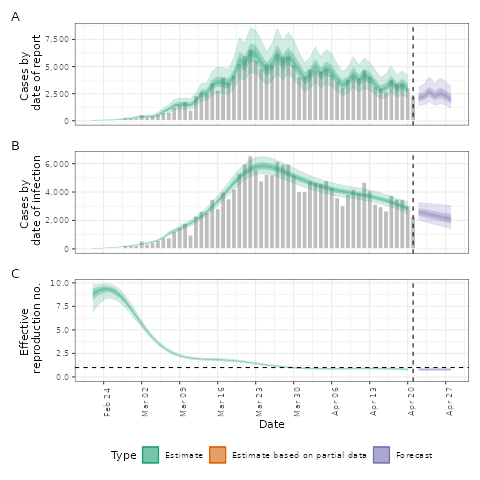 A
Cases by
date of report
7,500
5,000
2,500
0
B
Cases by
date of infection
6,000
4,000
2,000
0
C
Effective
reproduction no.
10.0
7.5
5.0
2.5
0.0
Feb 24
Mar 02
Mar 09
Mar 16
Mar 23
Mar 30
Apr 06
Apr 13
Apr 20
Apr 27
Date
Type Estimate Estimate based on partial data Forecast